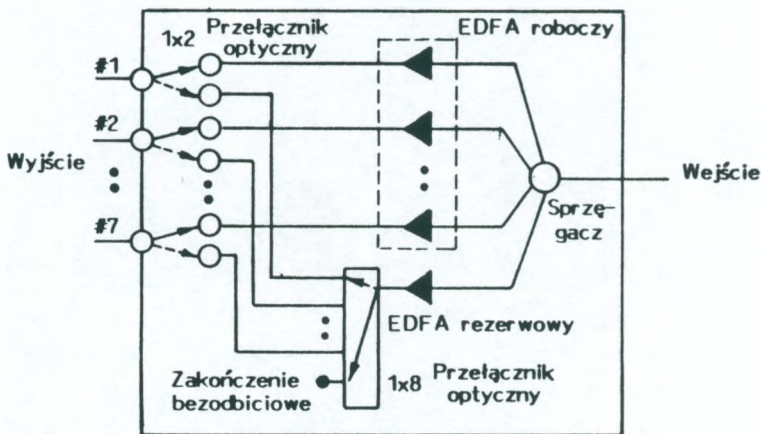 1x2
Przełącznik
optyczny
EDFA roboczy
#1
#2
Wyjście
#7
Wejście
Sprzę-
gacz
EDFA rezerwowy
Zakończenie
bezodbiciowe
1x8
Przełącznik
optyczny